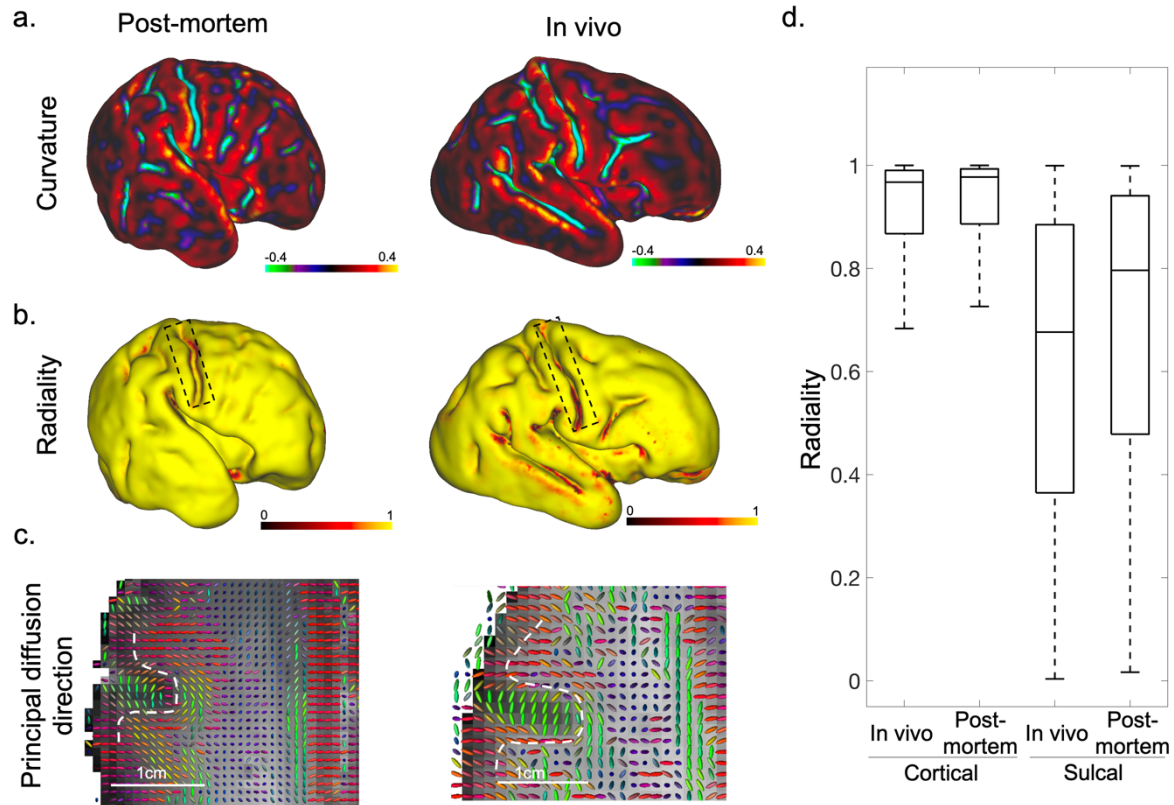 a.
Post-mortem
In vivo
Curvature
-0.4
0.4
-0.4
0.4
b.
Radiality
0
1
0
1
c.
Principal diffusion
direction
1cm
1cm
d.
Radiality
1
0.8
0.6
0.4
0.2
0
In vivo
Post-
mortem
In vivo
Post-
mortem
Cortical
Sulcal